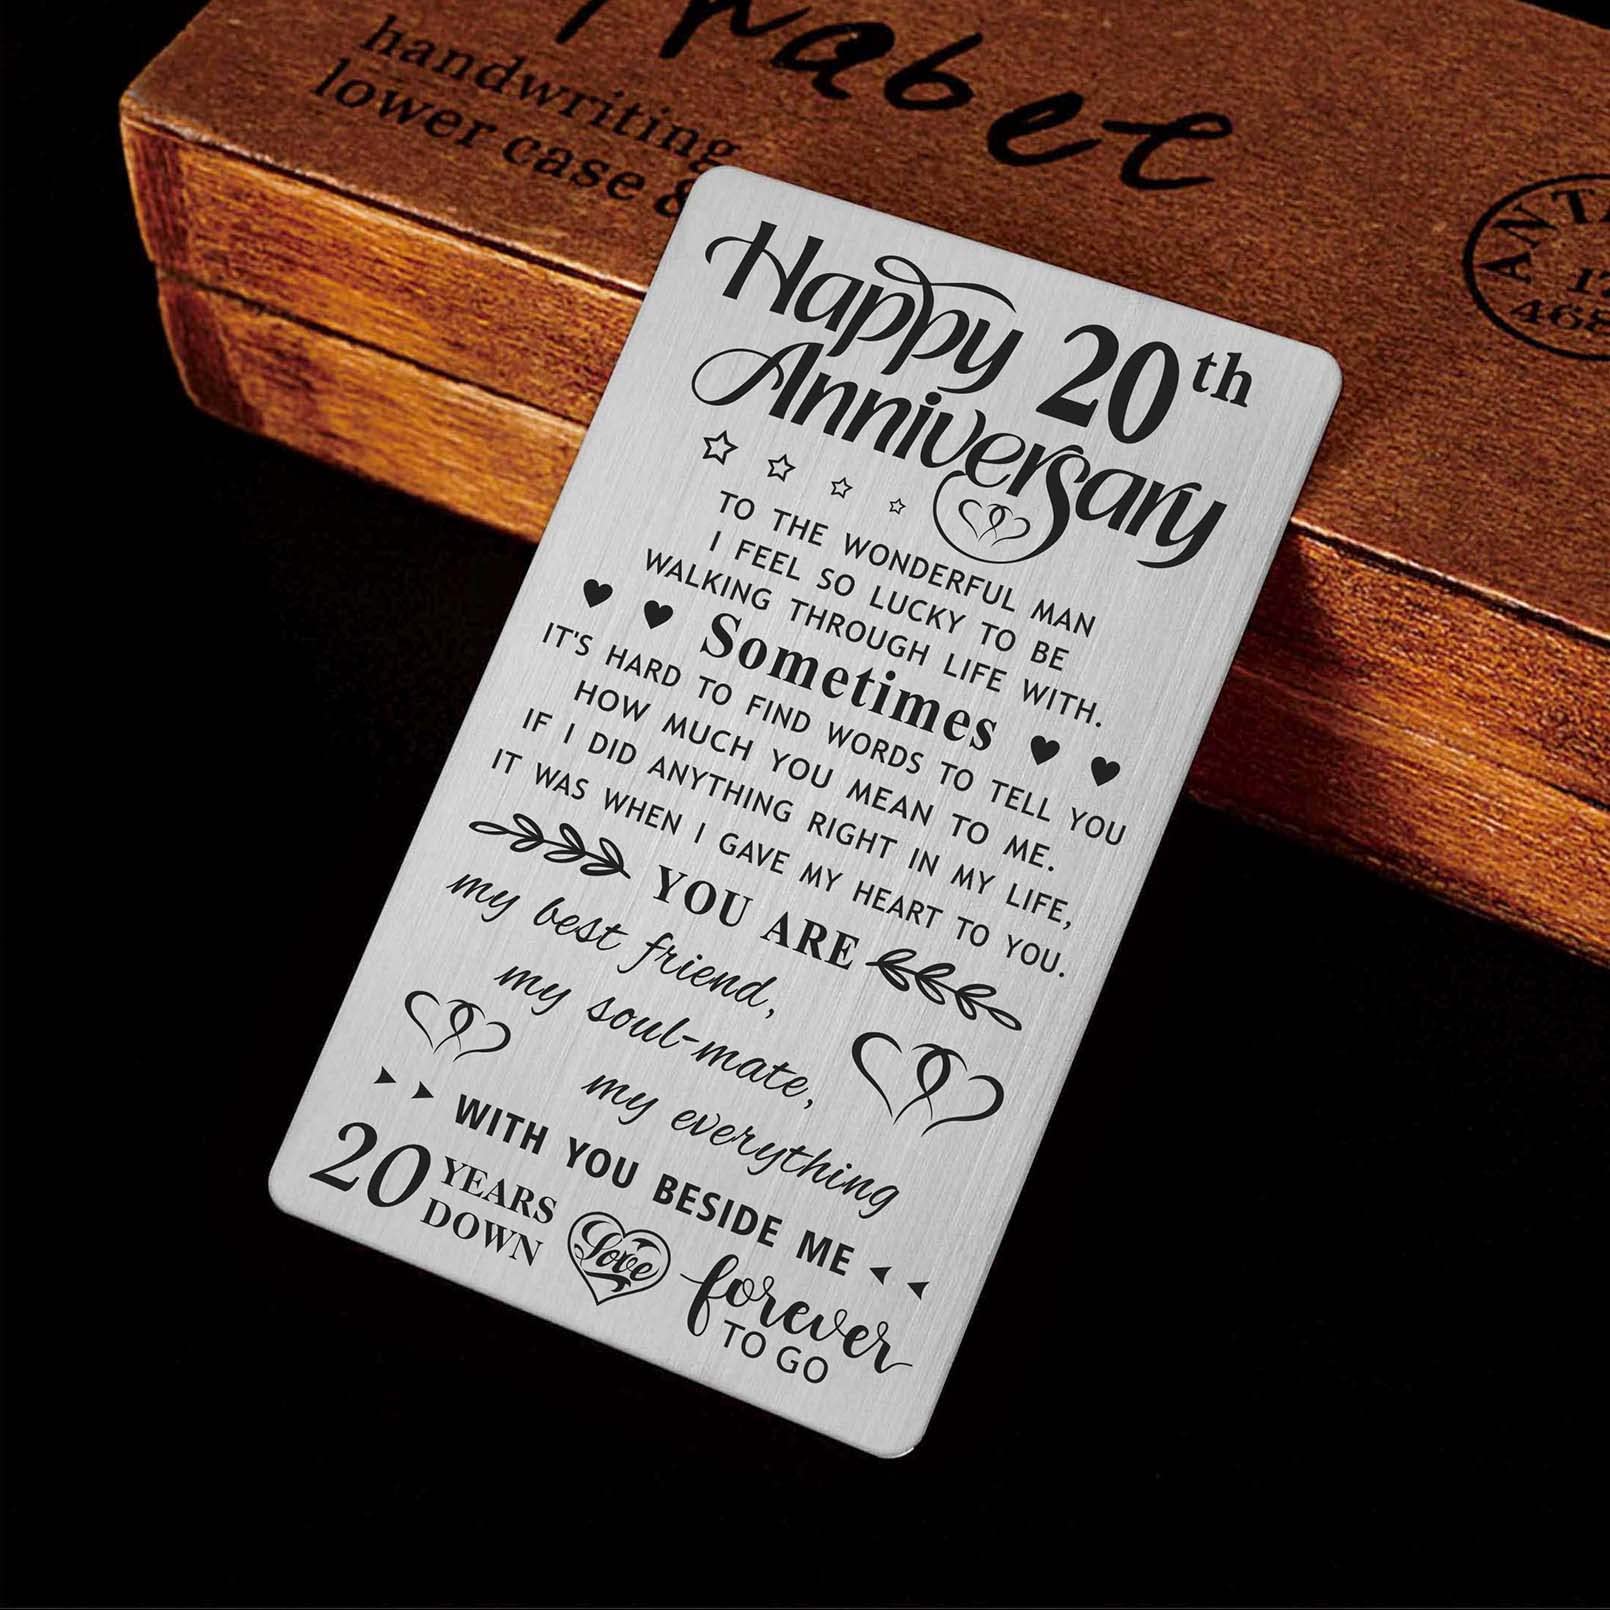 handwriting
lower case &
Happy 20th
Anniversary
TO THE WONDERFUL MAN
I FEEL SO LUCKY TO BE
WALKING THROUGH LIFE WITH.
Sometimes
IT'S HARD TO FIND WORDS TO TELL YOU
HOW MUCH YOU MEAN TO ME.
IF I DID ANYTHING RIGHT IN MY LIFE,
IT WAS WHEN I GAVE MY HEART TO YOU.
YOU ARE
my best friend,
my soul-mate,
my everything
WITH YOU BESIDE ME
20 YEARS
DOWN
Love
forever
TO GO